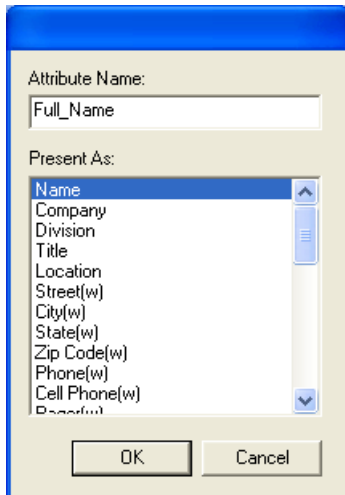 Attribute Name:
Full_Name
Present As:
Name
Company
Division
Title
Location
Street(w)
City(w)
State(w)
Zip Code(w)
Phone(w)
Cell Phone(w)
Pager(w)
OK Cancel